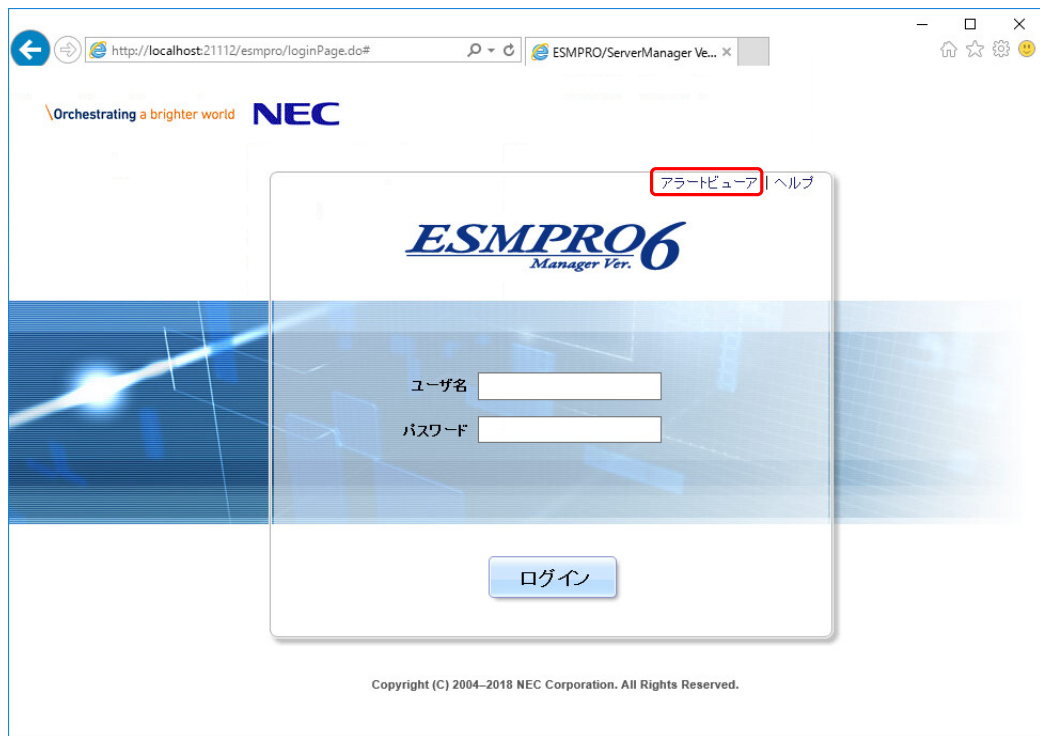 http://localhost:21112/esmpro/loginPage.do#
ESMPRO/ServerManager Ve...
\Orchestrating a brighter world NEC
アラートビューア | ヘルプ
ESMPRO6
Manager Ver.
ユーザ名
パスワード
ログイン
Copyright (C) 2004–2018 NEC Corporation. All Rights Reserved.